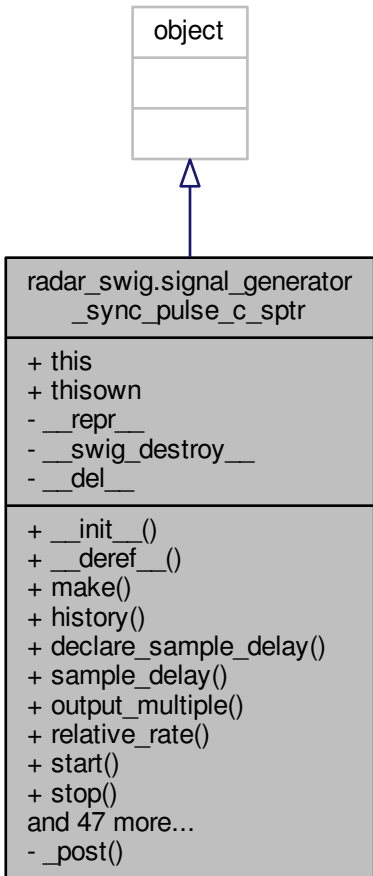 object
radar_swig.signal_generator
_sync_pulse_c_sptr
+ this
+ thisown
- __repr__
- __swig_destroy__
- __del__
+ __init__()
+ __deref__()
+ make()
+ history()
+ declare_sample_delay()
+ sample_delay()
+ output_multiple()
+ relative_rate()
+ start()
+ stop()
and 47 more...
- _post()